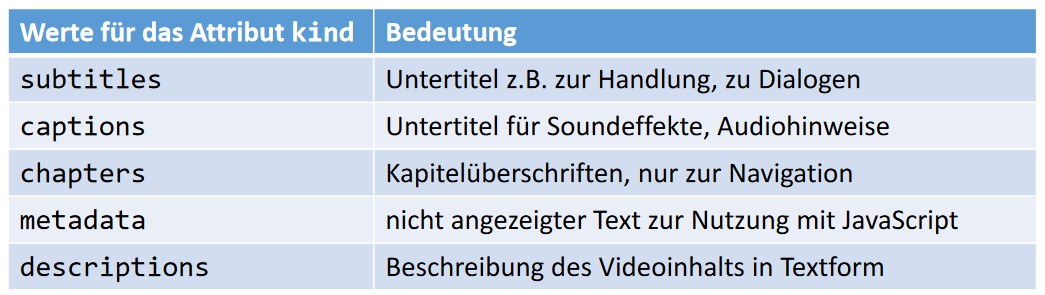 Werte für das Attribut kind Bedeutung
subtitles Untertitel z.B. zur Handlung, zu Dialogen
captions Untertitel für Soundeffekte, Audiohinweise
chapters Kapitelüberschriften, nur zur Navigation
metadata nicht angezeigter Text zur Nutzung mit JavaScript
descriptions Beschreibung des Videoinhalts in Textform